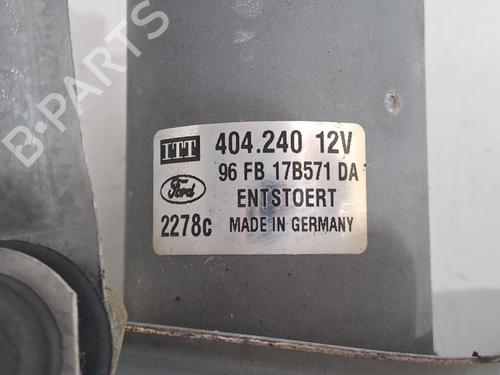 ITT 404.240 12V
96 FB 17B571 DA
Ford ENTSTOERT
2278c MADE IN GERMANY
B-Parts